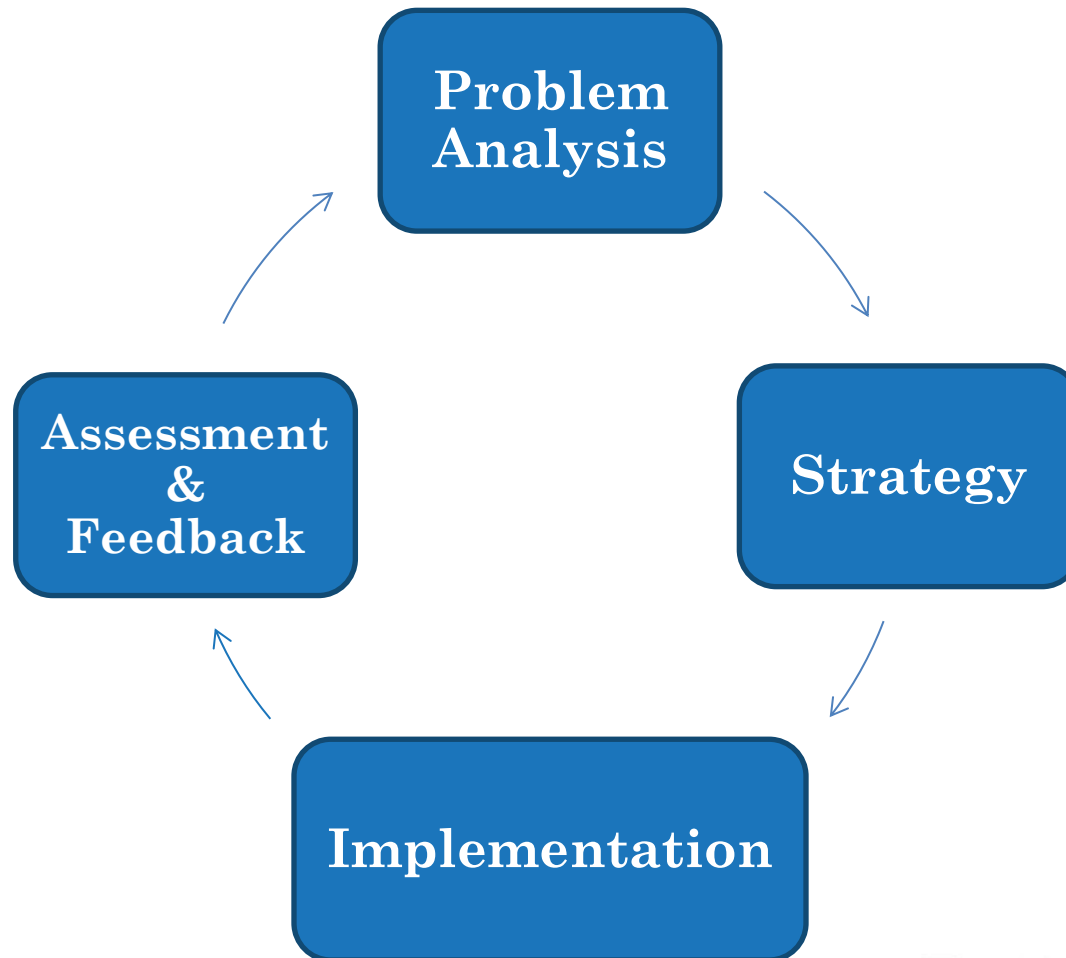 Problem
Analysis
Strategy
Implementation
Assessment
&
Feedback